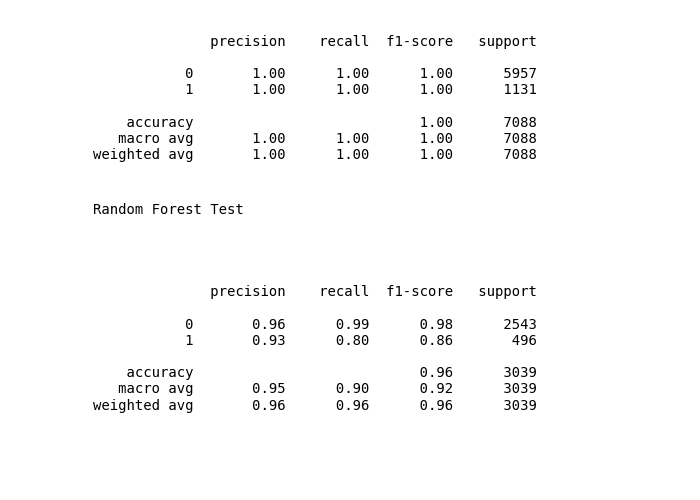 precision recall f1-score support
0 1.00 1.00 1.00 5957
1 1.00 1.00 1.00 1131
accuracy 1.00 7088
macro avg 1.00 1.00 1.00 7088
weighted avg 1.00 1.00 1.00 7088
Random Forest Test
precision recall f1-score support
0 0.96 0.99 0.98 2543
1 0.93 0.80 0.86 496
accuracy 0.96 3039
macro avg 0.95 0.90 0.92 3039
weighted avg 0.96 0.96 0.96 3039